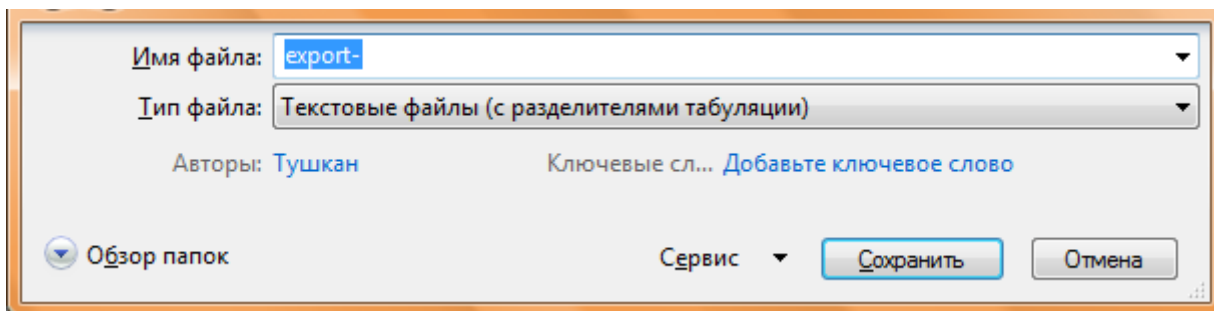 Имя файла: export-
Тип файла: Текстовые файлы (с разделителями табуляции)
Авторы: Тушкан Ключевые сл... Добавьте ключевое слово
Обзор папок Сервис Сохранить Отмена